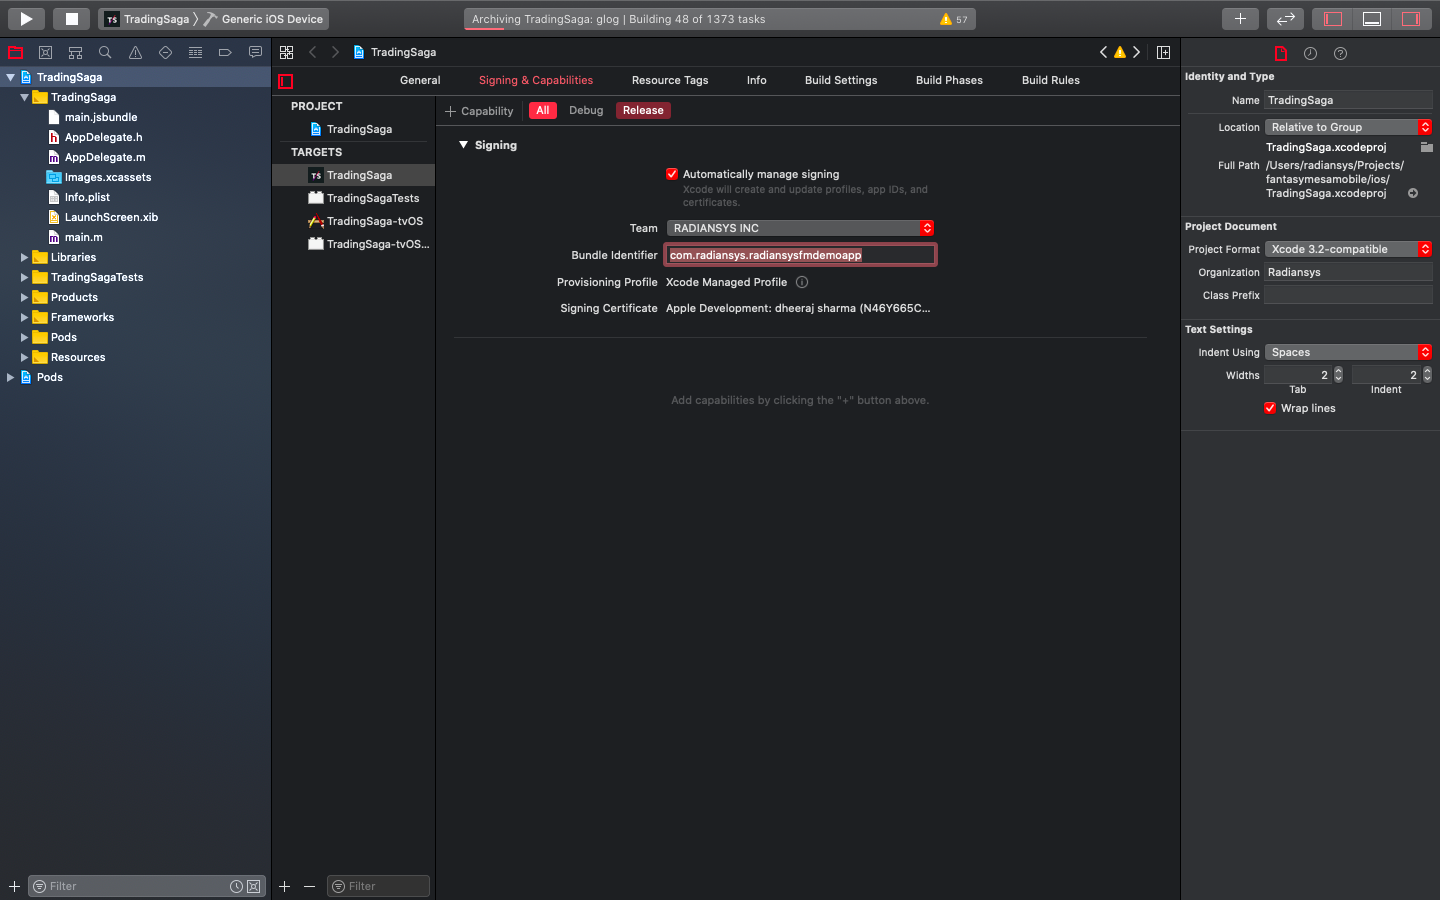 TradingSaga
Generic iOS Device
Archiving TradingSaga: glog | Building 48 of 1373 tasks
57
TradingSaga
General
Signing & Capabilities
Resource Tags
Info
Build Settings
Build Phases
Build Rules
TradingSaga
TradingSaga
main.jsbundle
AppDelegate.h
AppDelegate.m
Images.xcassets
Info.plist
LaunchScreen.xib
main.m
Libraries
TradingSagaTests
Products
Frameworks
Pods
Resources
Pods
Filter
PROJECT
TradingSaga
TARGETS
TradingSaga
TradingSagaTests
TradingSaga-tvOS
TradingSaga-tvOS...
Filter
Capability
All
Debug
Release
Signing
Automatically manage signing
Xcode will create and update profiles, app IDs, and
certificates.
Team RADIANSYS INC
Bundle Identifier com.radiansys.radiansysfmdemoapp
Provisioning Profile Xcode Managed Profile
Signing Certificate Apple Development: dheeraj sharma (N46Y665C...
Add capabilities by clicking the "+" button above.
Identity and Type
Name TradingSaga
Location Relative to Group
TradingSaga.xcodeproj
Full Path /Users/radiansys/Projects/
fantasymesamobile/ios/
TradingSaga.xcodeproj
Project Document
Project Format Xcode 3.2-compatible
Organization Radiansys
Class Prefix
Text Settings
Indent Using Spaces
Widths 2 2
Tab Indent
Wrap lines